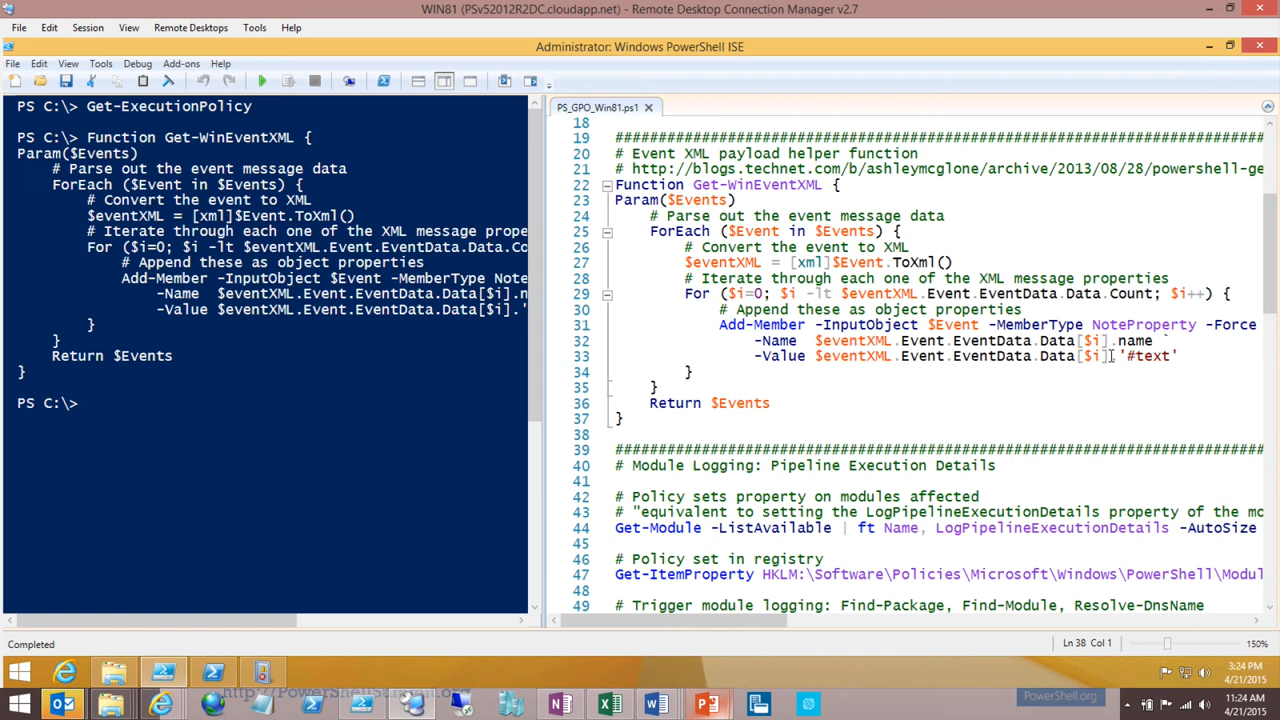 WIN81 (PSv52012R2DC.cloudapp.net) - Remote Desktop Connection Manager v2.7
File Edit Session View Remote Desktops Tools Help
Administrator: Windows PowerShell ISE
File Edit View Tools Debug Add-ons Help
PS C:\> Get-ExecutionPolicy
PS C:\> Function Get-WinEventXML {
Param($Events)
# Parse out the event message data
ForEach ($Event in $Events) {
# Convert the event to XML
$eventXML = [xml]$Event.ToXml()
# Iterate through each one of the XML message prope
For ($i=0; $i -lt $eventXML.Event.EventData.Data.Co
# Append these as object properties
Add-Member -InputObject $Event -MemberType Note
-Name $eventXML.Event.EventData.Data[$i].n
-Value $eventXML.Event.EventData.Data[$i].'
}
}
Return $Events
}
PS C:\>
PS_GPO_Win81.ps1
18
19 ##########################################################################
20 # Event XML payload helper function
21 # http://blogs.technet.com/b/ashleymcglone/archive/2013/08/28/powershell-ge
22 Function Get-WinEventXML {
23 Param($Events)
24 # Parse out the event message data
25 ForEach ($Event in $Events) {
26 # Convert the event to XML
27 $eventXML = [xml]$Event.ToXml()
28 # Iterate through each one of the XML message properties
29 For ($i=0; $i -lt $eventXML.Event.EventData.Data.Count; $i++) {
30 # Append these as object properties
31 Add-Member -InputObject $Event -MemberType NoteProperty -Force
32 -Name $eventXML.Event.EventData.Data[$i].name `
33 -Value $eventXML.Event.EventData.Data[$i].'#text'
34 }
35 }
36 Return $Events
37 }
38
39 ##########################################################################
40 # Module Logging: Pipeline Execution Details
41
42 # Policy sets property on modules affected
43 # "equivalent to setting the LogPipelineExecutionDetails property of the mo
44 Get-Module -ListAvailable | ft Name, LogPipelineExecutionDetails -AutoSize
45
46 # Policy set in registry
47 Get-ItemProperty HKLM:\Software\Policies\Microsoft\Windows\PowerShell\Modul
48
49 # Trigger module logging: Find-Package, Find-Module, Resolve-DnsName
Completed
Ln 38 Col 1
150%
3:24 PM
4/21/2015
http://PowerShellSummit.org
PowerShell.org
11:24 AM
4/21/2015